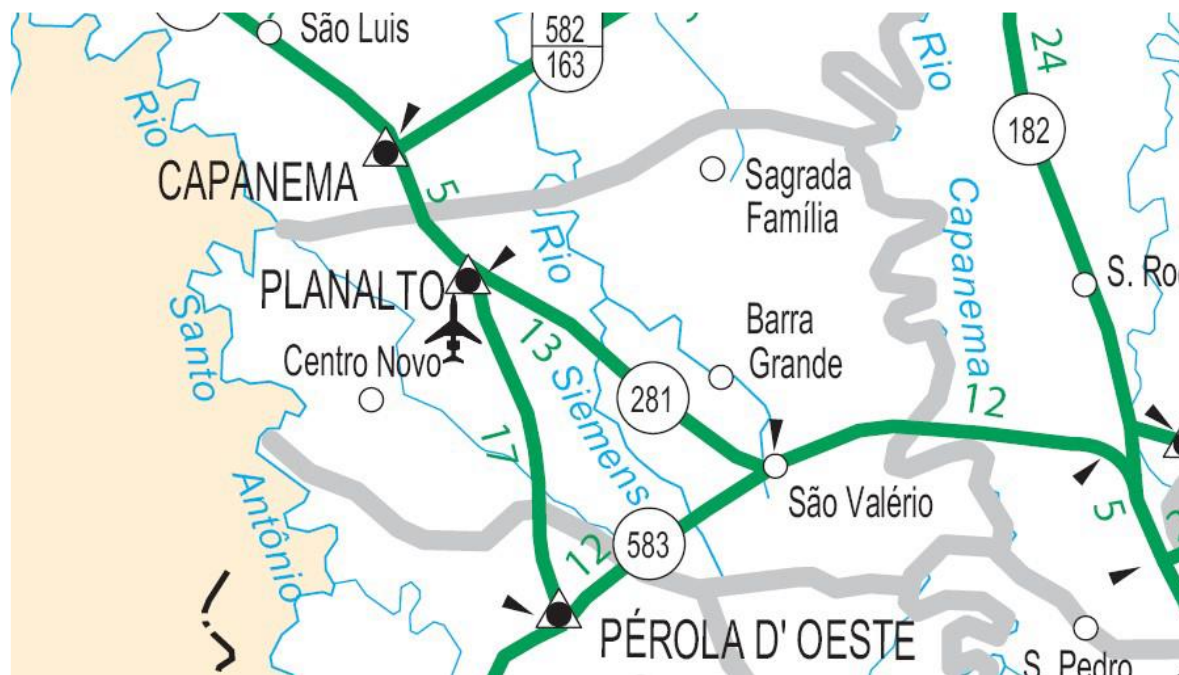 São Luis
582
163
24
Rio
Rio
182
CAPANEMA
5
Sagrada
Família
Capanema
Rio
PLANALTO
S. Ro
Santo
13
Barra
Grande
Centro Novo
Siemens
281
12
17
São Valério
Antônio
5
12
583
PÉROLA D' OESTE
S. Pedro